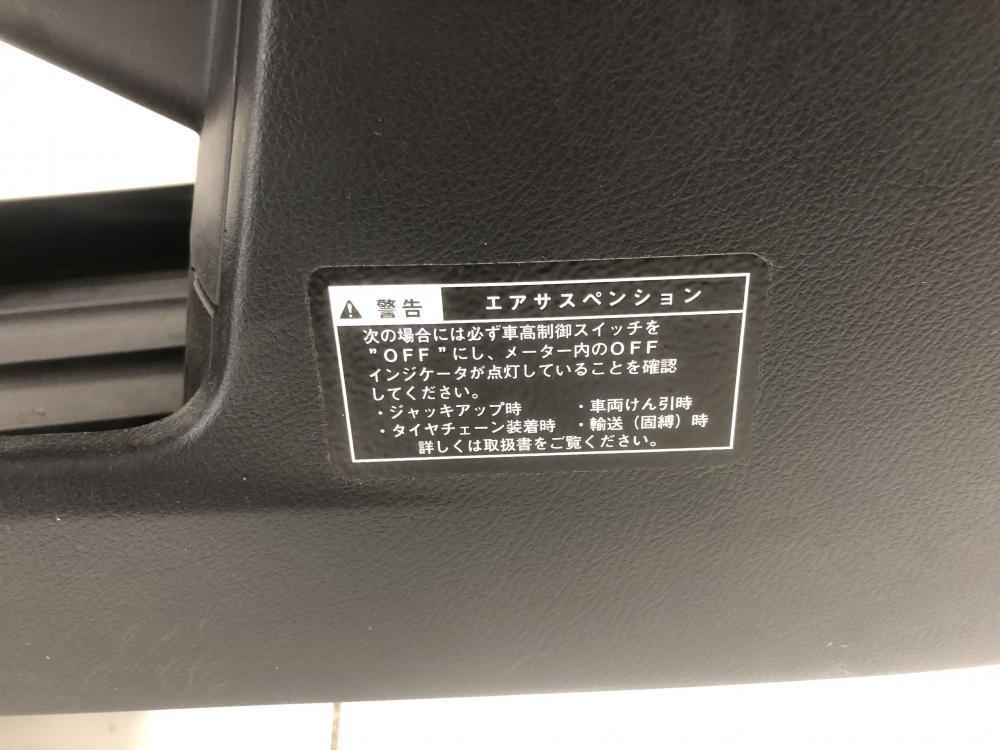 警告 エアサスペンション
次の場合には必ず車高制御スイッチを
"OFF"にし、メーター内のOFF
インジケータが点灯していることを確認
してください。
・ジャッキアップ時 ・車両けん引時
・タイヤチェーン装着時 ・輸送(固縛)時
詳しくは取扱書をご覧ください。